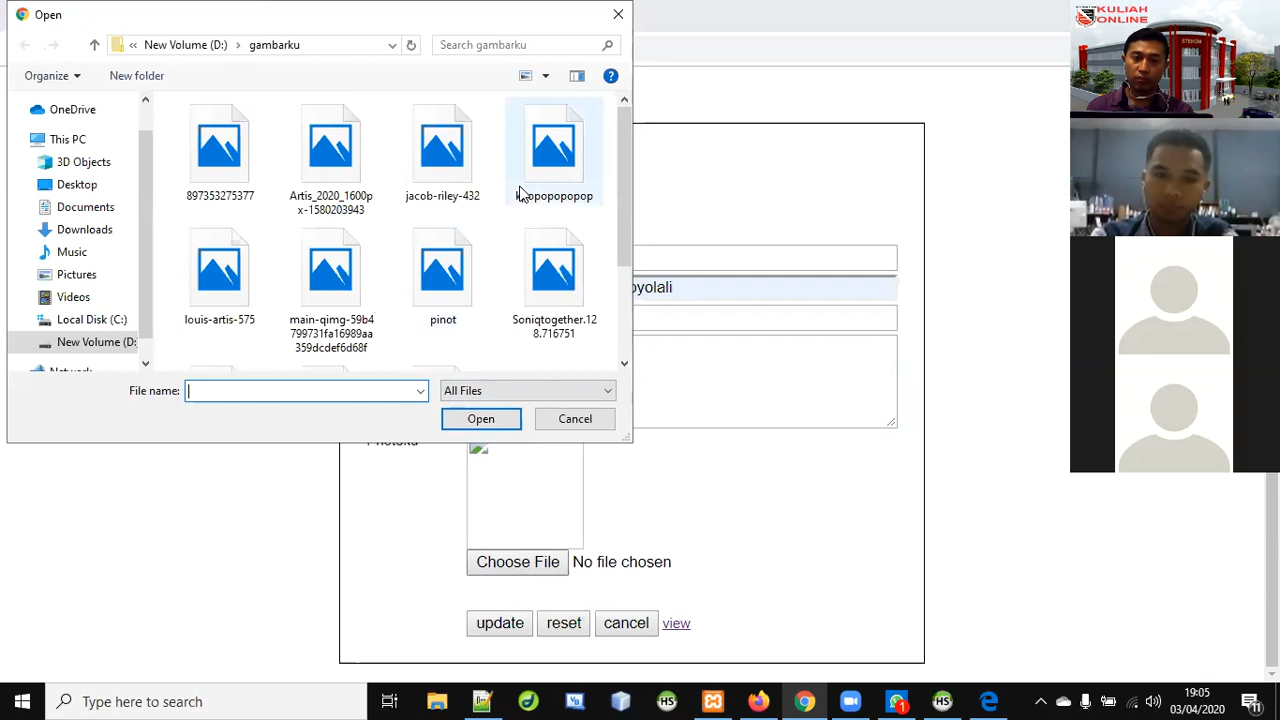 Open
KULIAH
ONLINE
STEKOM
« New Volume (D:) > gambarku
Search gambarku
Organize
New folder
OneDrive
This PC
3D Objects
Desktop
Documents
Downloads
Music
Pictures
Videos
Local Disk (C:)
New Volume (D:
897353275377
Artis_2020_1600p
x-1580203943
jacob-riley-432
louis-artis-575
main-qimg-59b4
799731fa16989aa
359dcdef6d68f
pinot
Soniqtogether.12
8.716751
File name:
All Files
Open
Cancel
oyolali
Choose File No file chosen
update
reset
cancel
view
Type here to search
19:05
03/04/2020